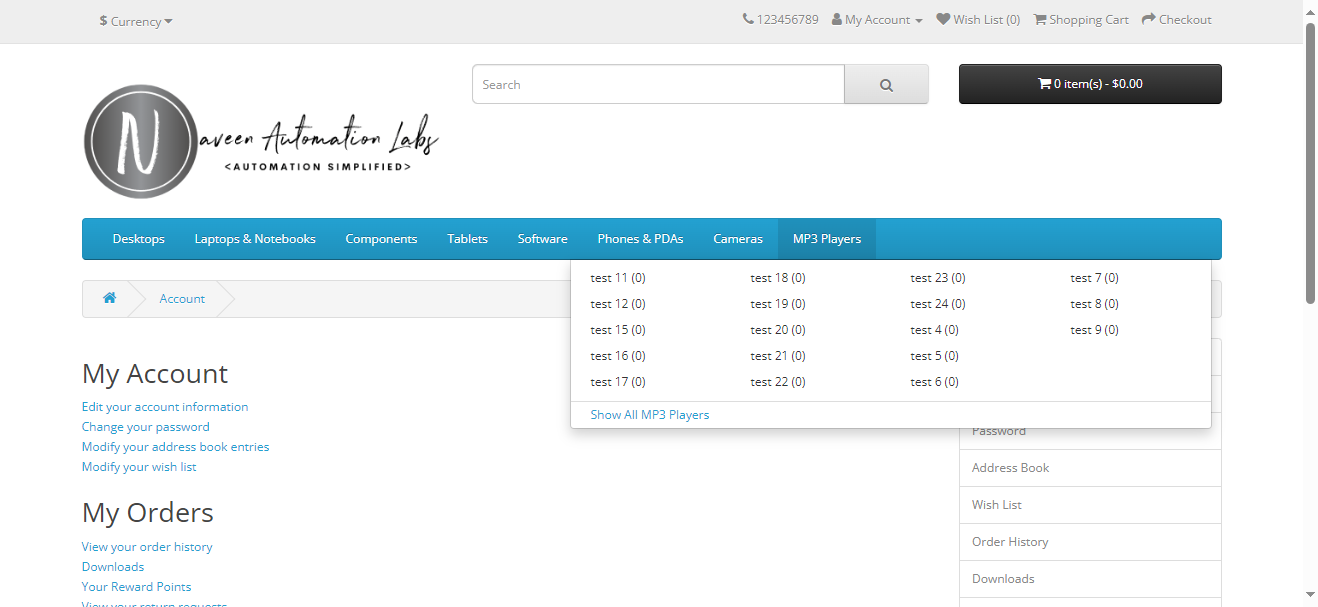 $ Currency
123456789 My Account Wish List (0) Shopping Cart Checkout
Search
0 item(s) - $0.00
N
aveen Automation Labs
<AUTOMATION SIMPLIFIED>
Desktops Laptops & Notebooks Components Tablets Software Phones & PDAs Cameras MP3 Players
test 11 (0) test 18 (0) test 23 (0) test 7 (0)
test 12 (0) test 19 (0) test 24 (0) test 8 (0)
test 15 (0) test 20 (0) test 4 (0) test 9 (0)
test 16 (0) test 21 (0) test 5 (0)
test 17 (0) test 22 (0) test 6 (0)
Show All MP3 Players
Account
My Account
Edit your account information
Change your password
Modify your address book entries
Modify your wish list
My Orders
View your order history
Downloads
Your Reward Points
View your return requests
Password
Address Book
Wish List
Order History
Downloads